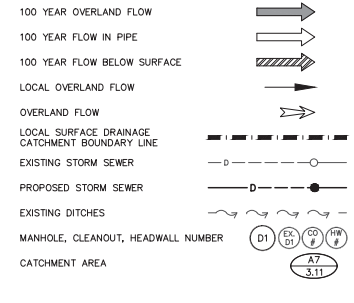 100 YEAR OVERLAND FLOW
100 YEAR FLOW IN PIPE
100 YEAR FLOW BELOW SURFACE
LOCAL OVERLAND FLOW
OVERLAND FLOW
LOCAL SURFACE DRAINAGE
CATCHMENT BOUNDARY LINE
EXISTING STORM SEWER
D
PROPOSED STORM SEWER
D
EXISTING DITCHES
MANHOLE, CLEANOUT, HEADWALL NUMBER
D1
EX.
D1
CO
#
HW
#
CATCHMENT AREA
A7
3.11